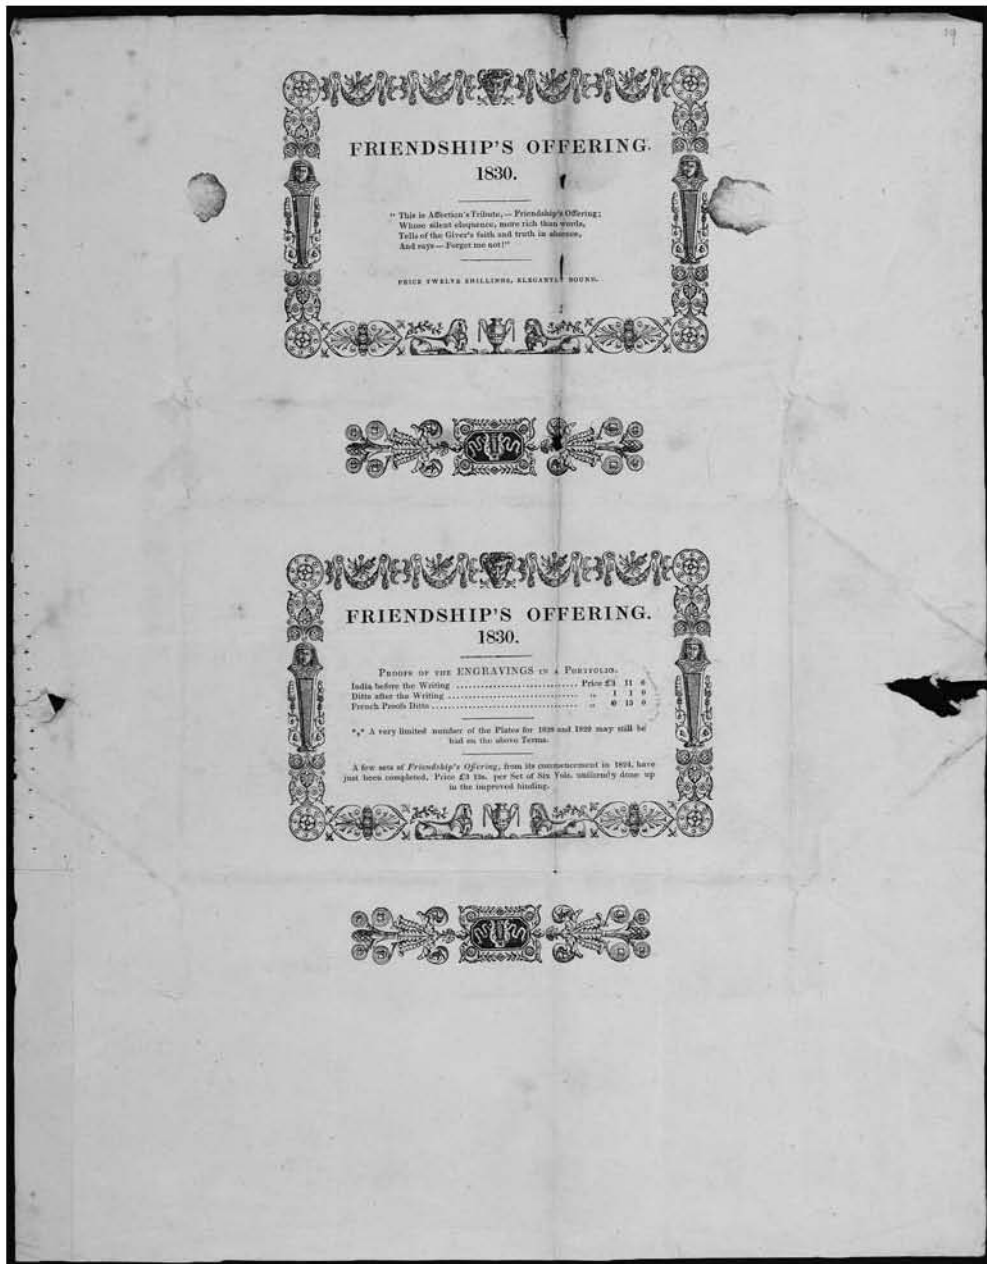 19
FRIENDSHIP'S OFFERING.
1830.
" This is Affection's Tribute, — Friendship's Offering;
Whose silent eloquence, more rich than words,
Tells of the Giver's faith and truth in absence,
And says — Forget me not!"
PRICE TWELVE SHILLINGS, ELEGANTLY BOUND.
FRIENDSHIP'S OFFERING.
1830.
PROOFS OF THE ENGRAVINGS IN A PORTFOLIO.
India before the Writing .............................. Price £3 11 6
Ditto after the Writing ................................ „ 1 1 0
French Proofs Ditto .................................... „ 0 15 0
*⁎* A very limited number of the Plates for 1828 and 1829 may still be
had on the above Terms.
A few sets of Friendship's Offering, from its commencement in 1824, have
just been completed, Price £3 12s. per Set of Six Vols. uniformly done up
in the improved binding.